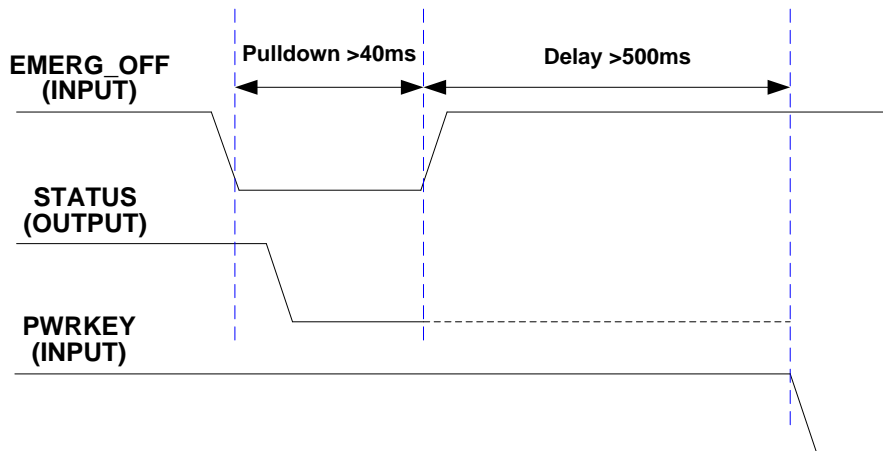 Pulldown >40ms
Delay >500ms
EMERG_OFF
(INPUT)
STATUS
(OUTPUT)
PWRKEY
(INPUT)